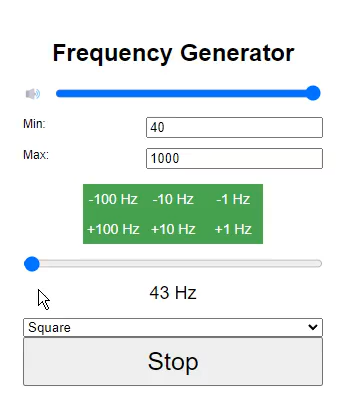 Frequency Generator
Min: 40
Max: 1000
-100 Hz -10 Hz -1 Hz
+100 Hz +10 Hz +1 Hz
43 Hz
Square
Stop